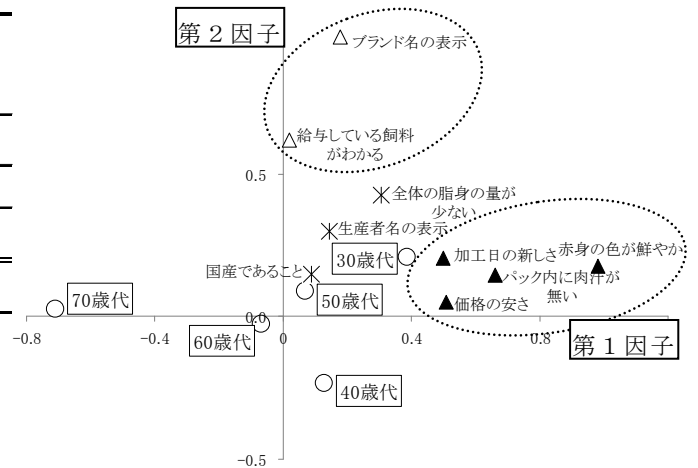 第２因子
ブランド名の表示
給与している飼料
がわかる
0.5
全体の脂身の量が
少ない
生産者名の表示
30歳代
加工日の新しさ
赤身の色が鮮やか
国産であること
パック内に肉汁が
無い
70歳代
50歳代
価格の安さ
0.0
60歳代
-0.8
-0.4
0
0.4
0.8
第１因子
40歳代
-0.5